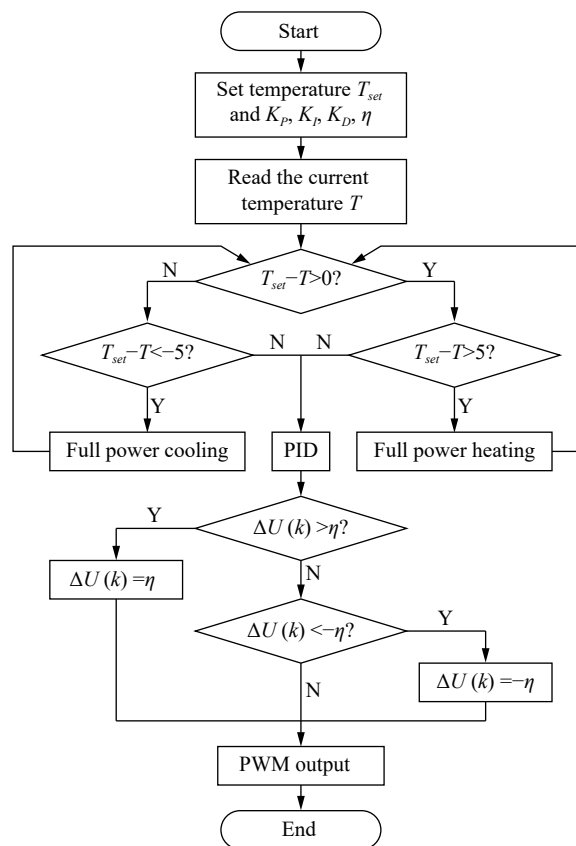 Start
Set temperature T_set
and K_P, K_I, K_D, η
Read the current
temperature T
T_set−T>0?
N
Y
T_set−T<−5?
N
N
T_set−T>5?
Y
Y
Full power cooling
PID
Full power heating
Y
ΔU (k) >η?
ΔU (k) =η
N
ΔU (k) <−η?
Y
N
ΔU (k) =−η
PWM output
End